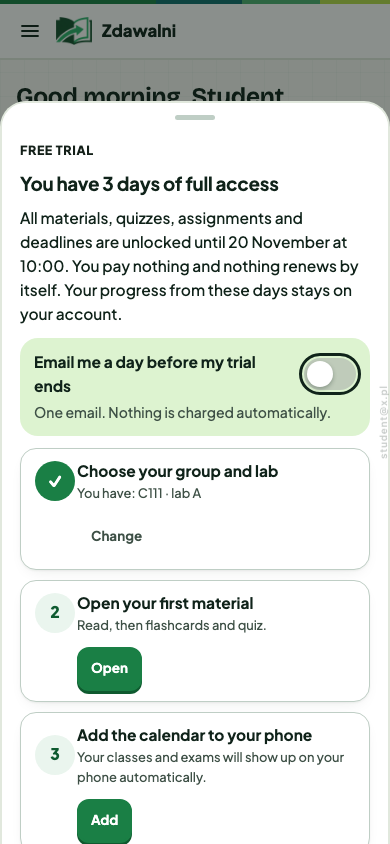 Zdawalni
Good morning, Student
FREE TRIAL
You have 3 days of full access
All materials, quizzes, assignments and
deadlines are unlocked until 20 November at
10:00. You pay nothing and nothing renews by
itself. Your progress from these days stays on
your account.
Email me a day before my trial
ends
One email. Nothing is charged automatically.
student@x.pl
Choose your group and lab
You have: C111 · lab A
Change
2
Open your first material
Read, then flashcards and quiz.
Open
3
Add the calendar to your phone
Your classes and exams will show up on your
phone automatically.
Add